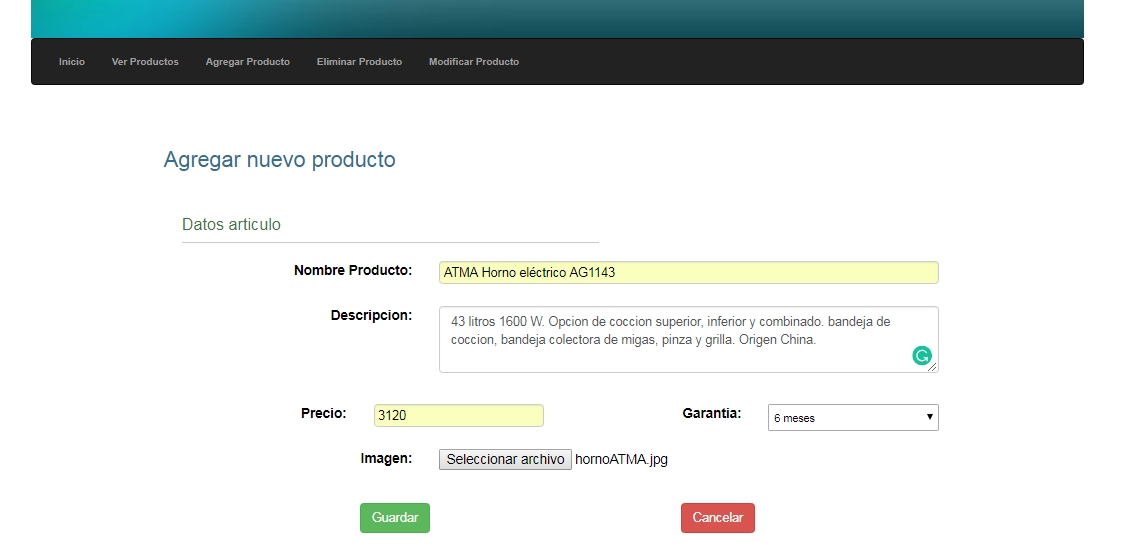 Inicio Ver Productos Agregar Producto Eliminar Producto Modificar Producto
Agregar nuevo producto
Datos articulo
Nombre Producto: ATMA Horno eléctrico AG1143
Descripcion: 43 litros 1600 W. Opcion de coccion superior, inferior y combinado. bandeja de
coccion, bandeja colectora de migas, pinza y grilla. Origen China.
Precio: 3120 Garantia: 6 meses
Imagen: Seleccionar archivo hornoATMA.jpg
Guardar Cancelar